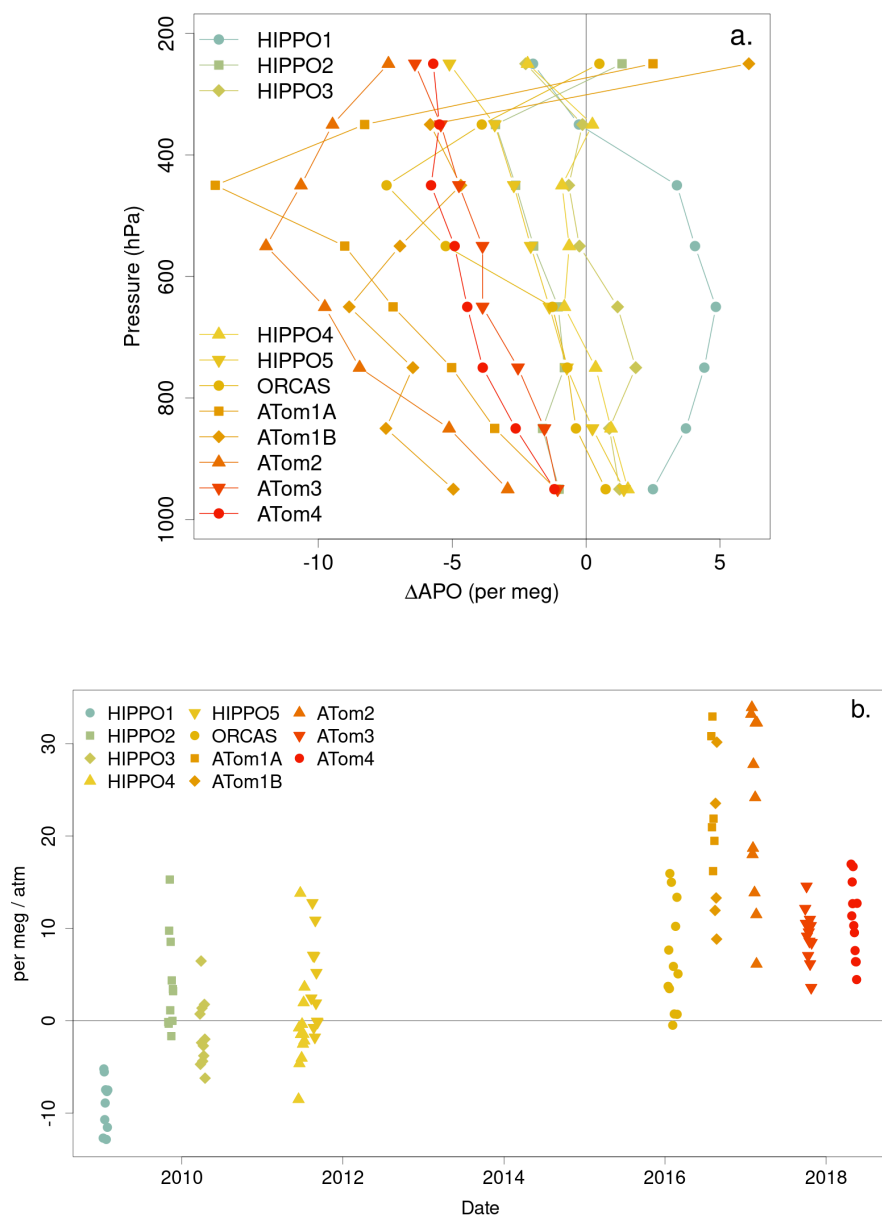 a.
HIPPO1
HIPPO2
HIPPO3
HIPPO4
HIPPO5
ORCAS
ATom1A
ATom1B
ATom2
ATom3
ATom4
200
400
600
800
1000
Pressure (hPa)
-10 -5 0 5
ΔAPO (per meg)
b.
HIPPO1 HIPPO5 ATom2
HIPPO2 ORCAS ATom3
HIPPO3 ATom1A ATom4
HIPPO4 ATom1B
30
20
10
0
-10
per meg / atm
2010 2012 2014 2016 2018
Date